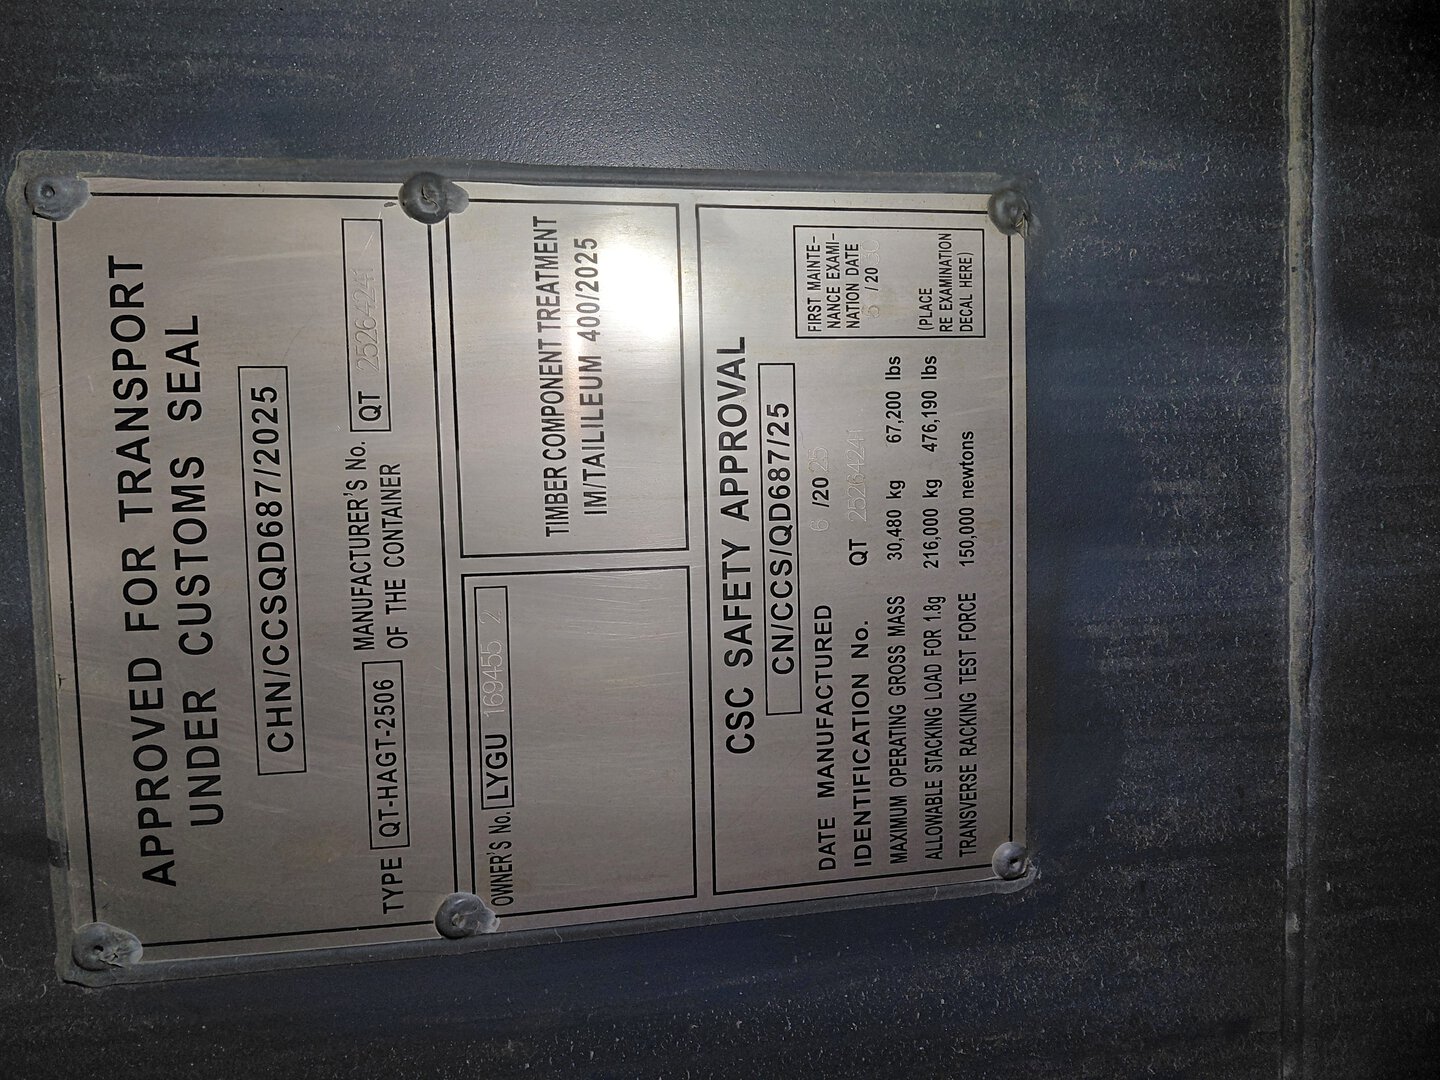 APPROVED FOR TRANSPORT
UNDER CUSTOMS SEAL
CHN/CCSQD687/2025
TYPE QT-HAGT-2506 MANUFACTURER'S No. OF THE CONTAINER QT 25264241
OWNER'S No. LYGU 169455 2
TIMBER COMPONENT TREATMENT
IM/TAILILEUM 400/2025
CSC SAFETY APPROVAL
CN/CCS/QD687/25
DATE MANUFACTURED 6 /2025
IDENTIFICATION No. QT 25264241
MAXIMUM OPERATING GROSS MASS 30,480 kg 67,200 lbs
ALLOWABLE STACKING LOAD FOR 1.8g 216,000 kg 476,190 lbs
TRANSVERSE RACKING TEST FORCE 150,000 newtons
FIRST MAINTE-
NANCE EXAMI-
NATION DATE
6 /2030
(PLACE
RE EXAMINATION
DECAL HERE)